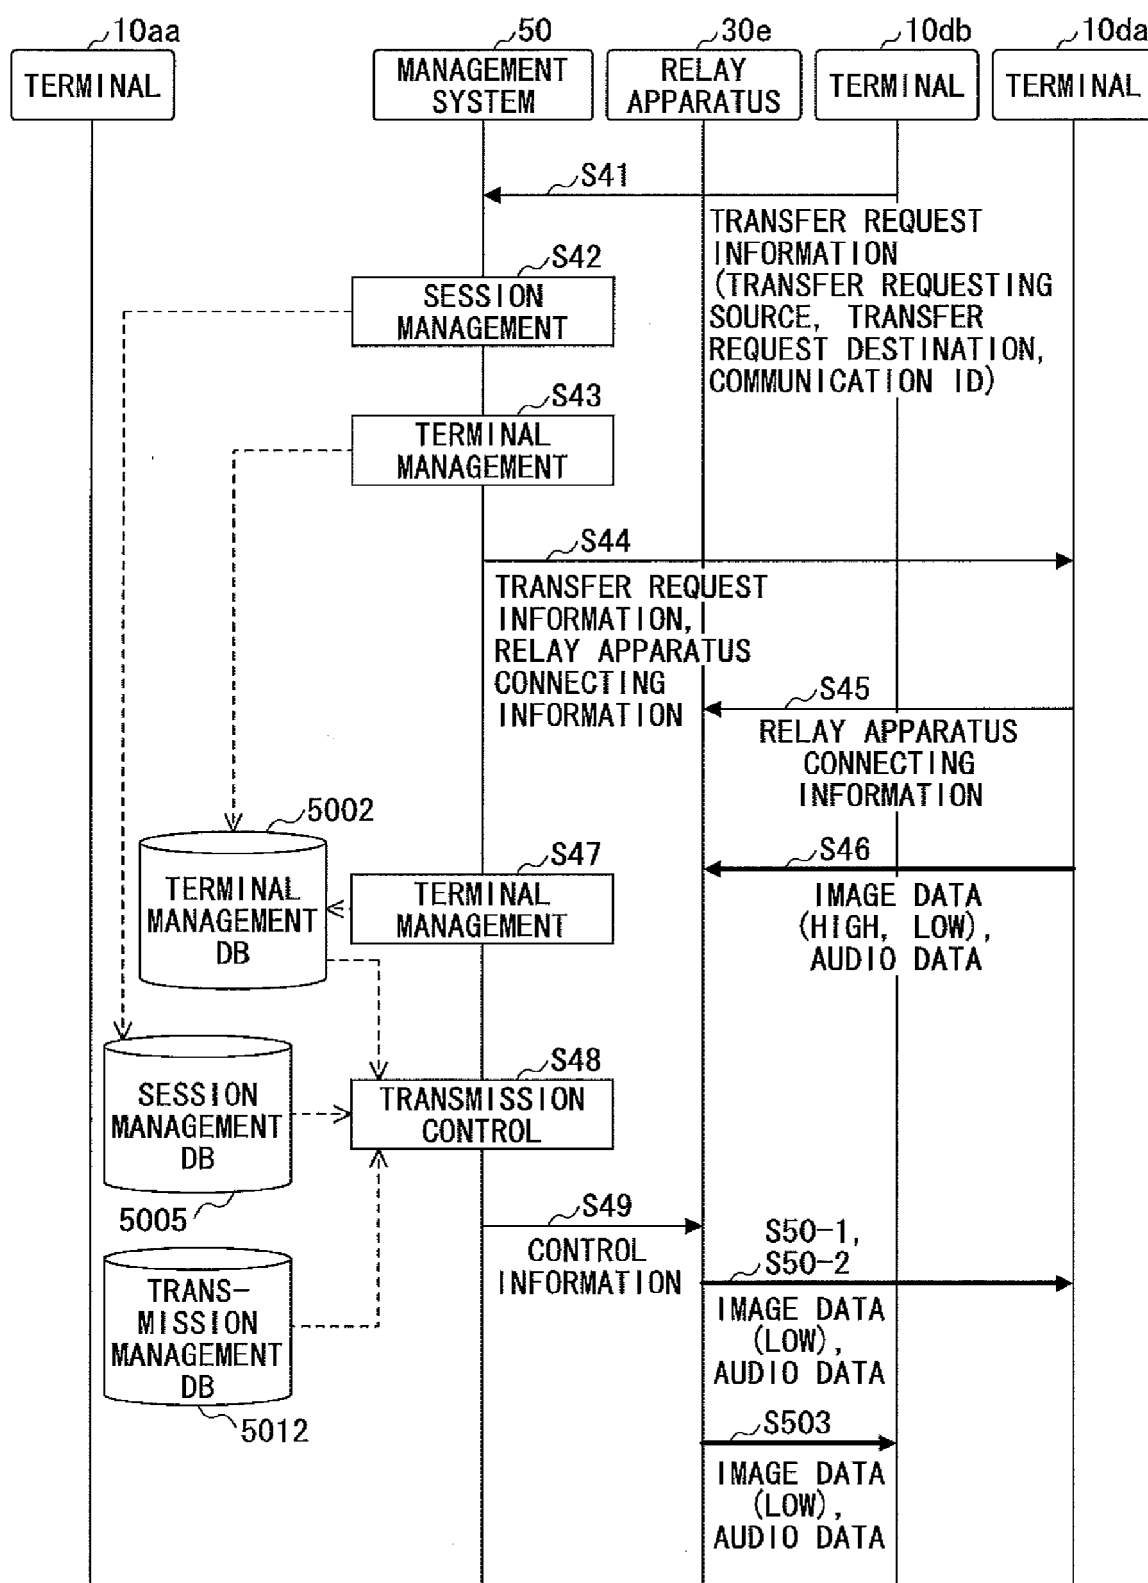 10aa
50
30e
10db
10da
TERMINAL
MANAGEMENT
SYSTEM
RELAY
APPARATUS
TERMINAL
TERMINAL
S41
TRANSFER REQUEST
INFORMATION
(TRANSFER REQUESTING
SOURCE, TRANSFER
REQUEST DESTINATION,
COMMUNICATION ID)
S42
SESSION
MANAGEMENT
S43
TERMINAL
MANAGEMENT
S44
TRANSFER REQUEST
INFORMATION,
RELAY APPARATUS
CONNECTING
INFORMATION
S45
RELAY APPARATUS
CONNECTING
INFORMATION
5002
TERMINAL
MANAGEMENT
DB
S47
TERMINAL
MANAGEMENT
S46
IMAGE DATA
(HIGH, LOW),
AUDIO DATA
SESSION
MANAGEMENT
DB
5005
S48
TRANSMISSION
CONTROL
S49
CONTROL
INFORMATION
S50-1,
S50-2
IMAGE DATA
(LOW),
AUDIO DATA
TRANS-
MISSION
MANAGEMENT
DB
5012
S503
IMAGE DATA
(LOW),
AUDIO DATA